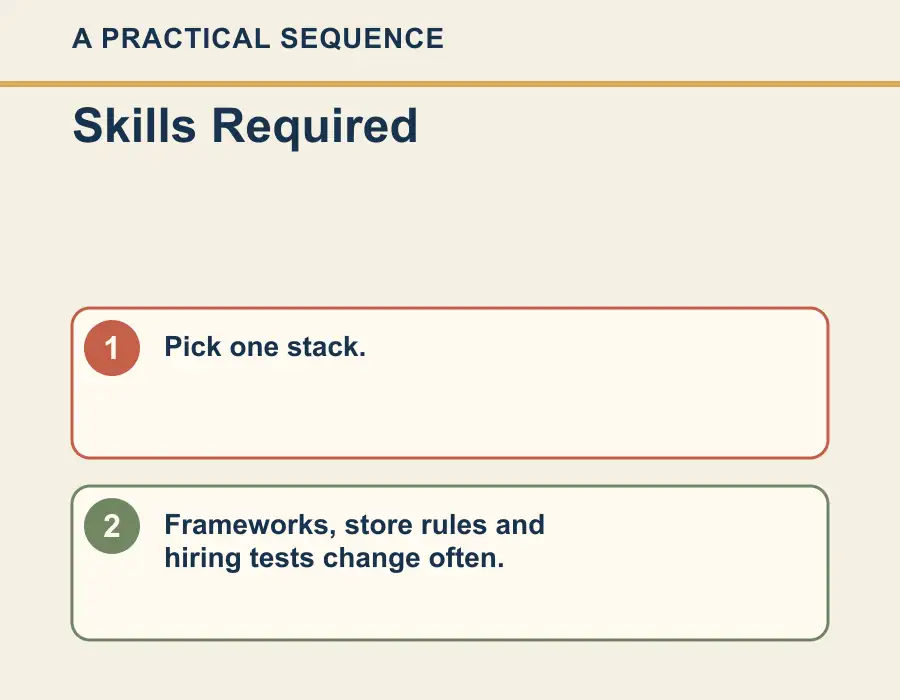 A PRACTICAL SEQUENCE
Skills Required
1
Pick one stack.
2
Frameworks, store rules and
hiring tests change often.